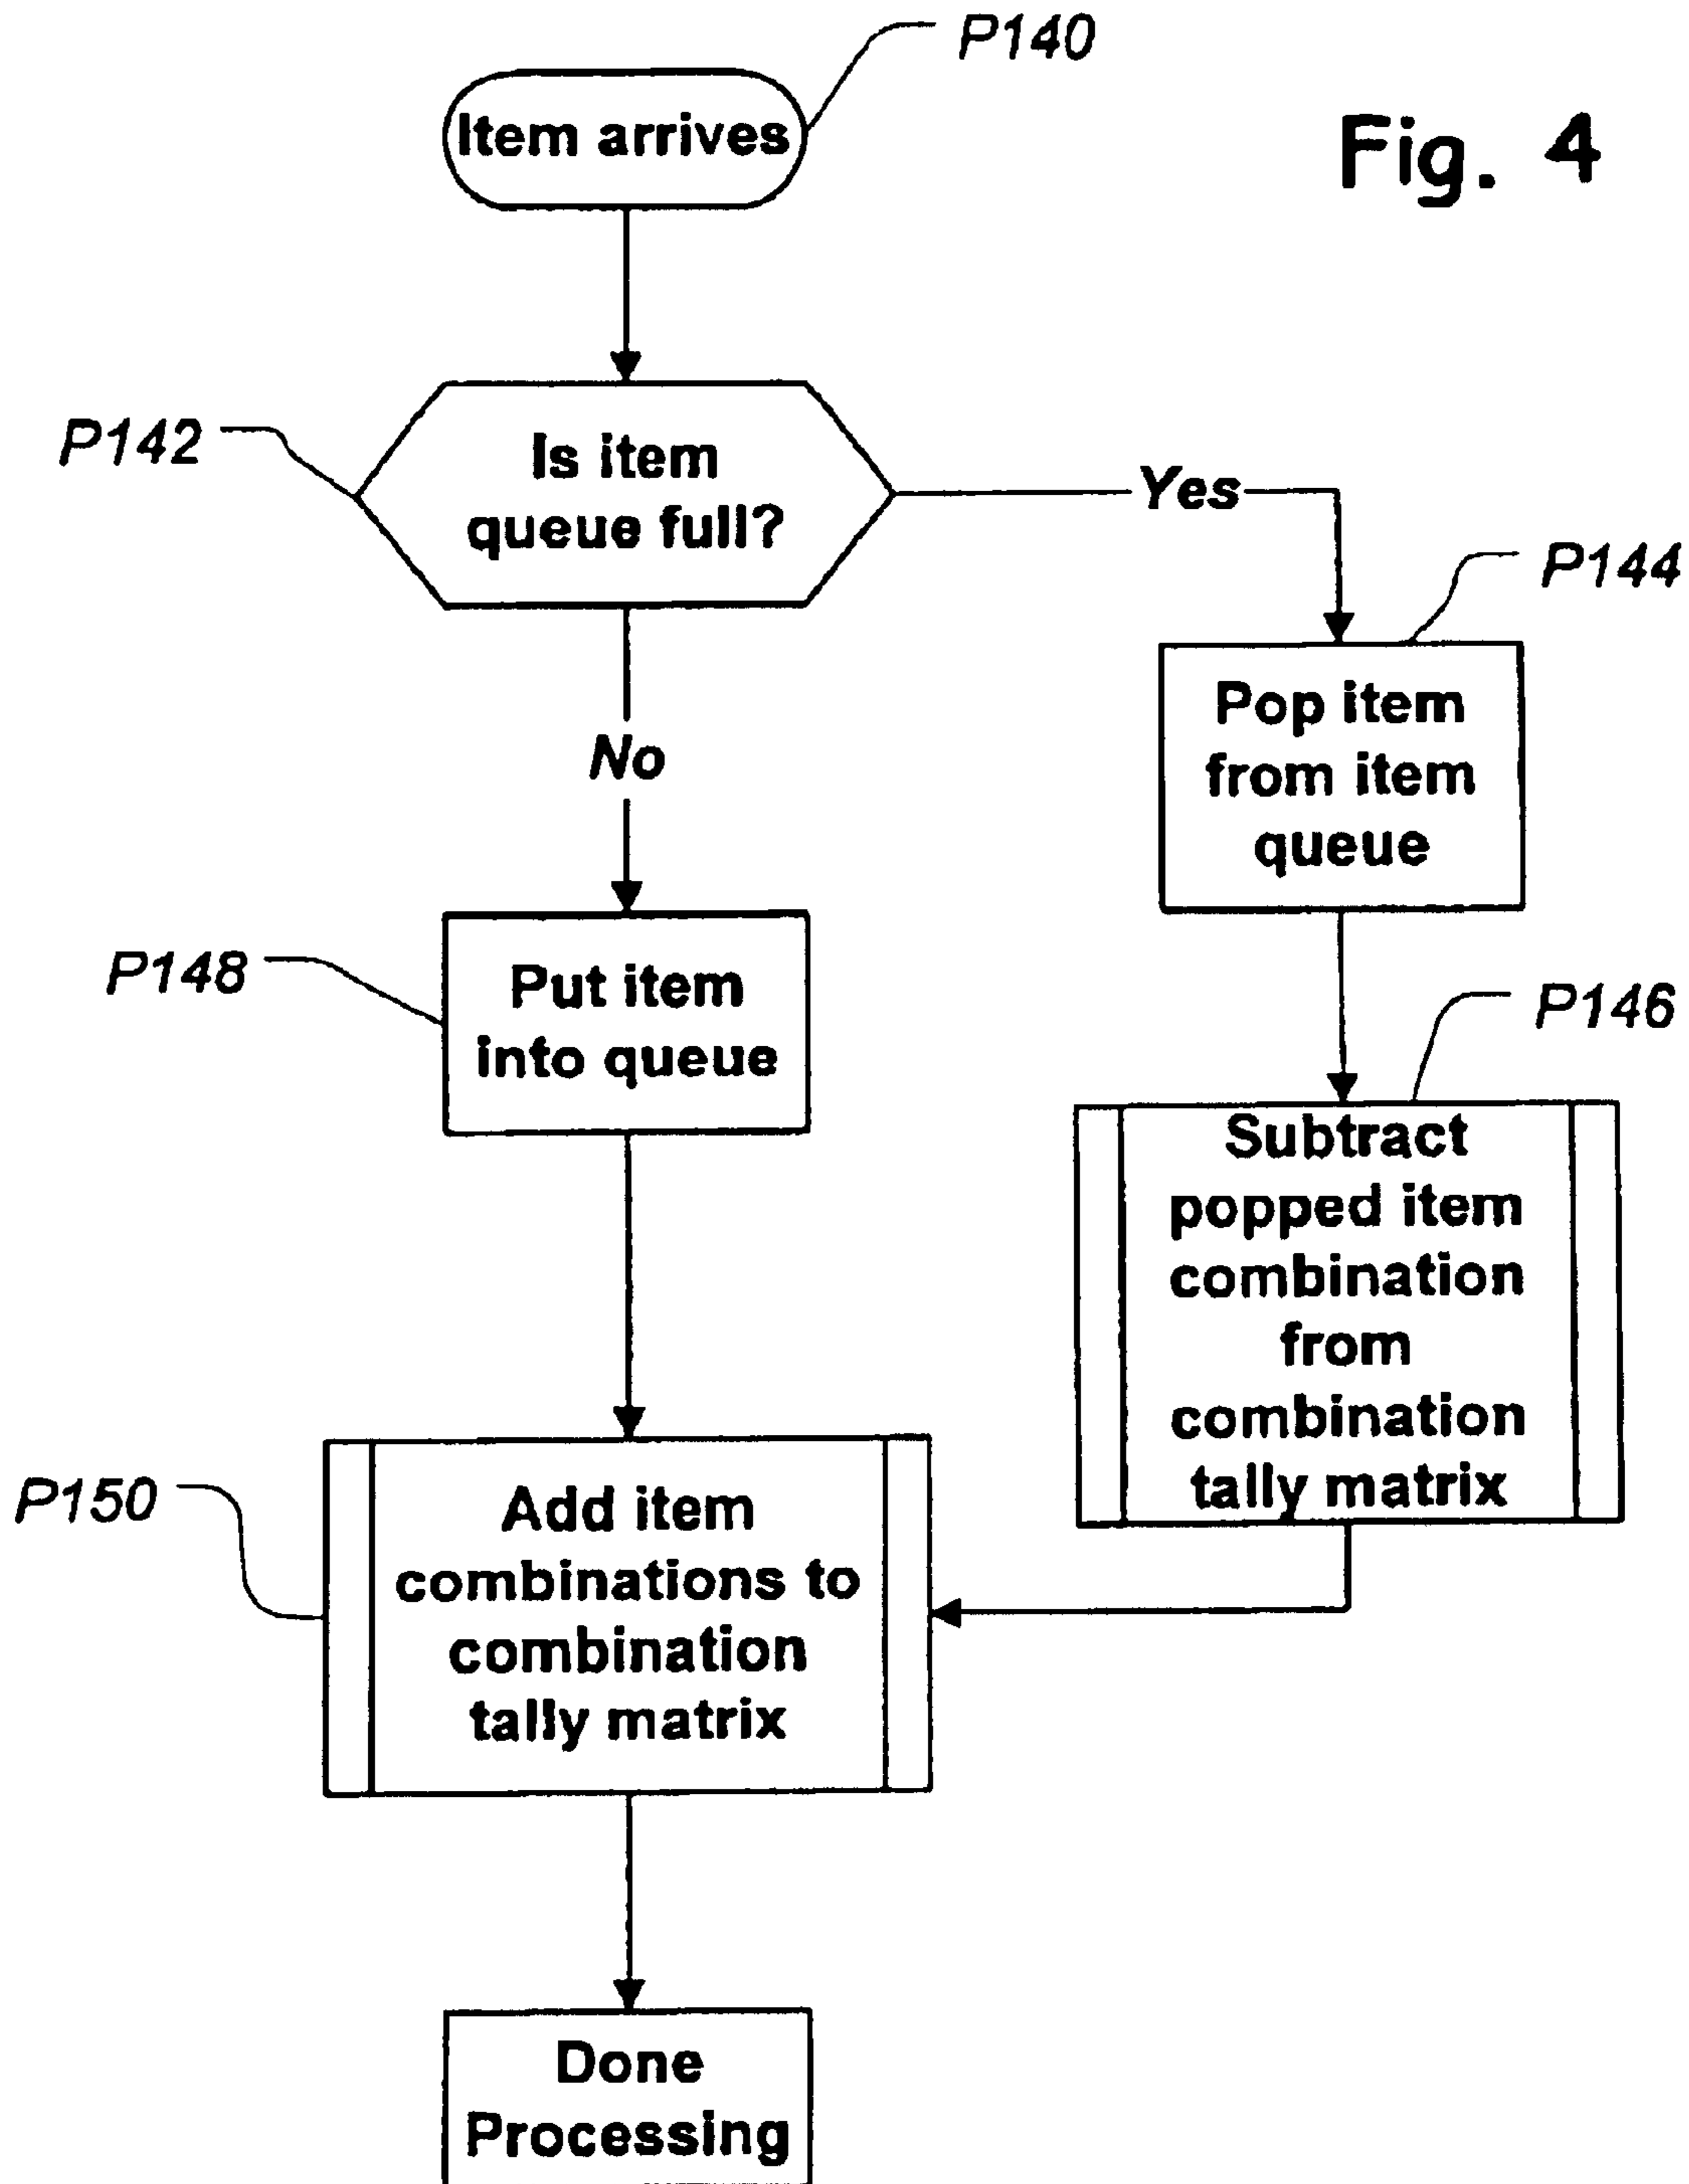 P140
Item arrives
Fig. 4
P142
Is item
queue full?
Yes
P144
Pop item
from item
queue
No
P148
Put item
into queue
P146
Subtract
popped item
combination
from
combination
tally matrix
P150
Add item
combinations to
combination
tally matrix
Done
Processing